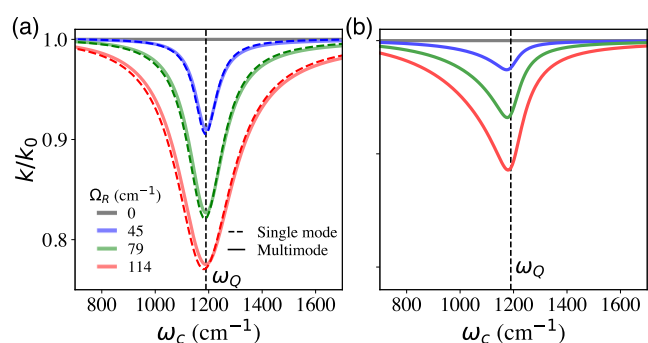 (a)
(b)
1.0
0.9
0.8
k/k₀
Ω_R (cm⁻¹)
0
45
79
114
Single mode
Multimode
ω_Q
ω_Q
800 1000 1200 1400 1600
800 1000 1200 1400 1600
ω_c (cm⁻¹)
ω_c (cm⁻¹)